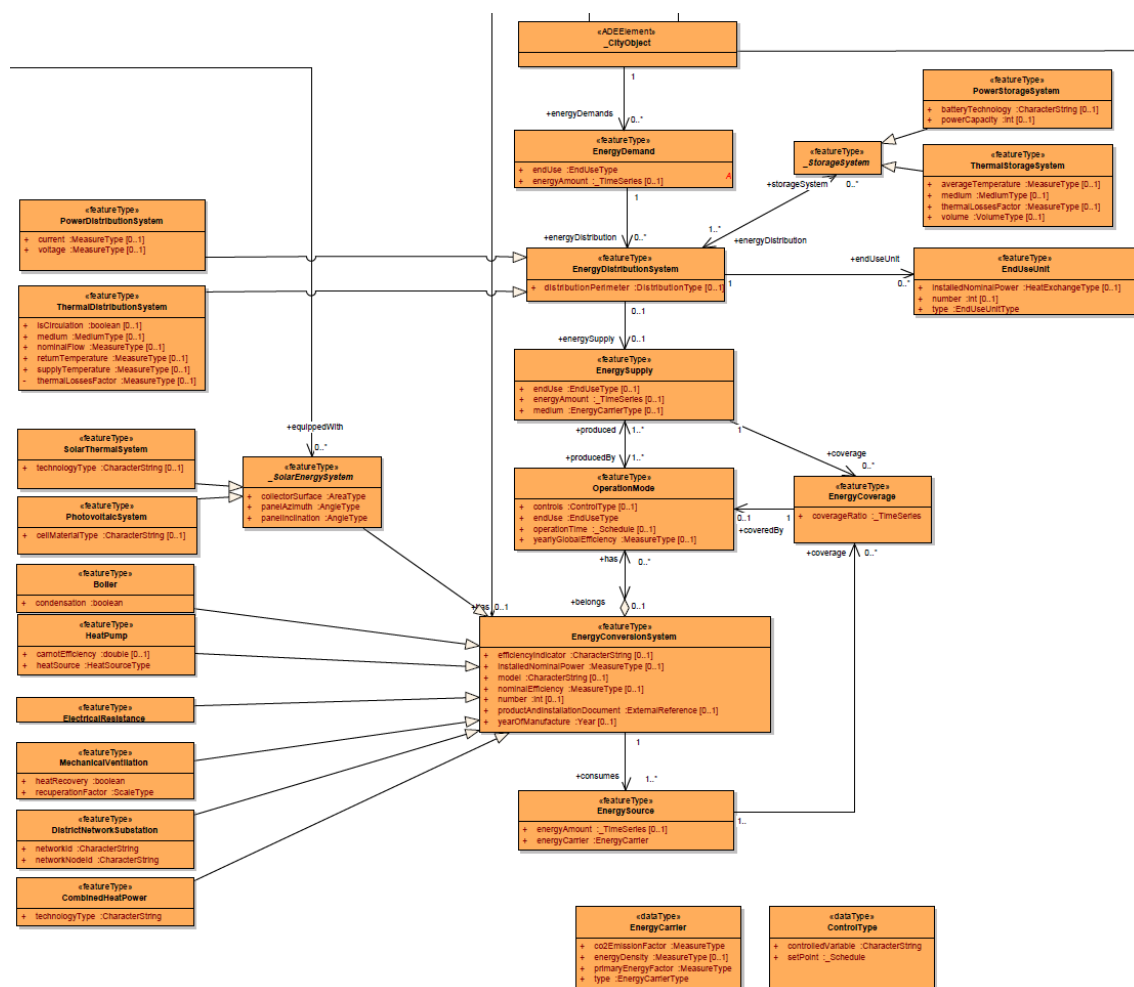 «ADEElement»
_CityObject
1
+energyDemands
0..*
«featureType»
EnergyDemand
+ endUse :EndUseType
+ energyAmount :_TimeSeries [0..1]
A
1
+energyDistribution
0..*
«featureType»
PowerStorageSystem
+ batteryTechnology :CharacterString [0..1]
+ powerCapacity :int [0..1]
«featureType»
_StorageSystem
+storageSystem
0..*
1..*
+energyDistribution
«featureType»
ThermalStorageSystem
+ averageTemperature :MeasureType [0..1]
+ medium :MediumType [0..1]
+ thermalLossesFactor :MeasureType [0..1]
+ volume :VolumeType [0..1]
«featureType»
PowerDistributionSystem
+ current :MeasureType [0..1]
+ voltage :MeasureType [0..1]
«featureType»
EnergyDistributionSystem
+ distributionPerimeter :DistributionType [0..1]
1
+endUseUnit
0..*
«featureType»
EndUseUnit
+ installedNominalPower :HeatExchangeType [0..1]
+ number :int [0..1]
+ type :EndUseUnitType
«featureType»
ThermalDistributionSystem
+ isCirculation :boolean [0..1]
+ medium :MediumType [0..1]
+ nominalFlow :MeasureType [0..1]
+ returnTemperature :MeasureType [0..1]
+ supplyTemperature :MeasureType [0..1]
- thermalLossesFactor :MeasureType [0..1]
0..1
+energySupply
0..1
«featureType»
EnergySupply
+ endUse :EndUseType [0..1]
+ energyAmount :_TimeSeries [0..1]
+ medium :EnergyCarrierType [0..1]
+produced
1..*
1
+coverage
0..*
+producedBy
1..*
+equippedWith
0..*
«featureType»
SolarThermalSystem
+ technologyType :CharacterString [0..1]
«featureType»
_SolarEnergySystem
+ collectorSurface :AreaType
+ panelAzimuth :AngleType
+ panelInclination :AngleType
«featureType»
PhotovoltaicSystem
+ cellMaterialType :CharacterString [0..1]
«featureType»
OperationMode
+ controls :ControlType [0..1]
+ endUse :EndUseType
+ operationTime :_Schedule [0..1]
+ yearlyGlobalEfficiency :MeasureType [0..1]
0..1
+coveredBy
1
«featureType»
EnergyCoverage
+ coverageRatio :_TimeSeries
+coverage
0..*
+has
0..*
+belongs
0..1
+has
0..1
«featureType»
Boiler
+ condensation :boolean
«featureType»
HeatPump
+ carnotEfficiency :double [0..1]
+ heatSource :HeatSourceType
«featureType»
EnergyConversionSystem
+ efficiencyIndicator :CharacterString [0..1]
+ installedNominalPower :MeasureType [0..1]
+ model :CharacterString [0..1]
+ nominalEfficiency :MeasureType [0..1]
+ number :int [0..1]
+ productAndInstallationDocument :ExternalReference [0..1]
+ yearOfManufacture :Year [0..1]
«featureType»
ElectricalResistance
«featureType»
MechanicalVentilation
+ heatRecovery :boolean
+ recuperationFactor :ScaleType
1
+consumes
1..*
«featureType»
EnergySource
+ energyAmount :_TimeSeries [0..1]
+ energyCarrier :EnergyCarrier
1..
«featureType»
DistrictNetworkSubstation
+ networkId :CharacterString
+ networkNodeId :CharacterString
«featureType»
CombinedHeatPower
+ technologyType :CharacterString
«dataType»
EnergyCarrier
+ co2EmissionFactor :MeasureType
+ energyDensity :MeasureType [0..1]
+ primaryEnergyFactor :MeasureType
+ type :EnergyCarrierType
«dataType»
ControlType
+ controlledVariable :CharacterString
+ setPoint :_Schedule